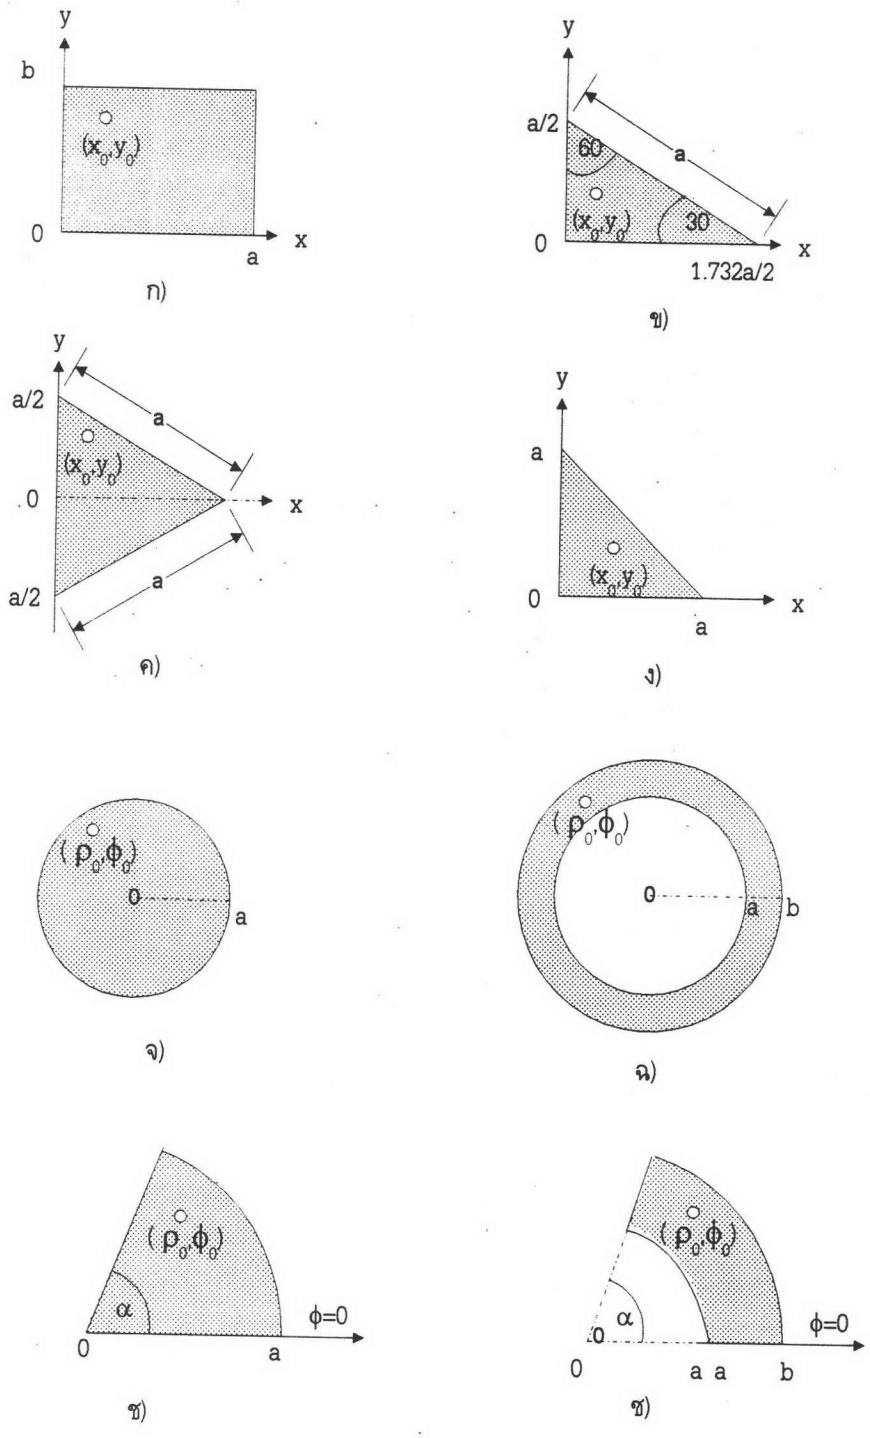 y
b
(x₀,y₀)
0
x
a
ก)
y
a/2
60
a
(x₀,y₀)
30
0
x
1.732a/2
ข)
y
a/2
a
(x₀,y₀)
0
x
a/2
a
ค)
y
a
(x₀,y₀)
0
x
a
ง)
(ρ₀,ϕ₀)
0
a
จ)
(ρ₀,ϕ₀)
0
a
b
ฉ)
(ρ₀,ϕ₀)
α
ϕ=0
0
a
ช)
(ρ₀,ϕ₀)
α
0
ϕ=0
0
a a
b
ซ)